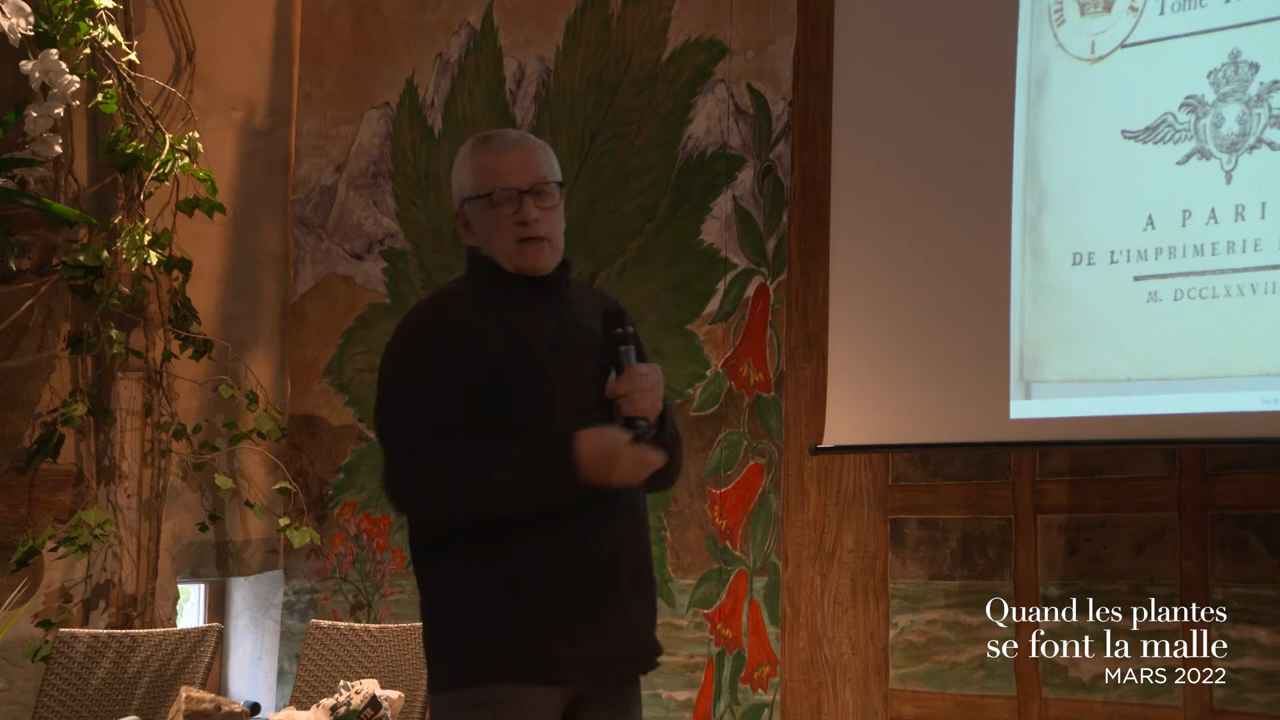 Tome
A PARI
DE L'IMPRIMERIE
M. DCCLXXVII
Quand les plantes
se font la malle
MARS 2022